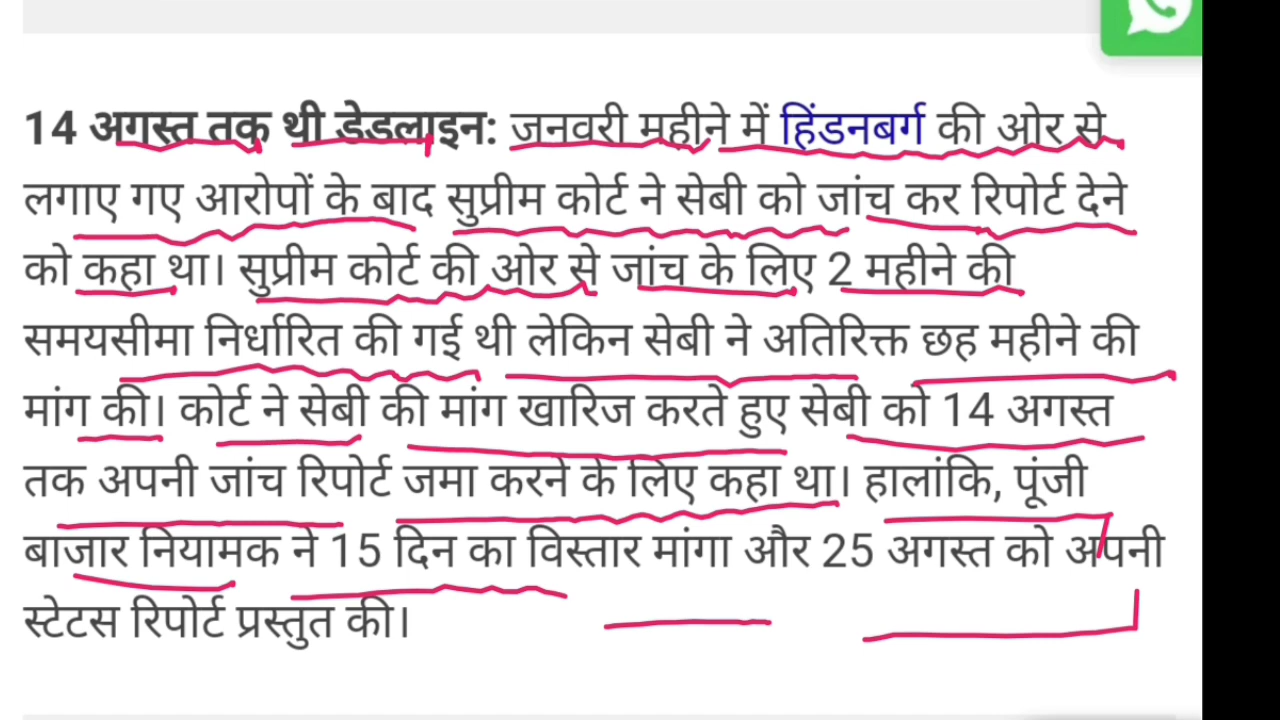 14 अगस्त तक थी डेडलाइन: जनवरी महीने में हिंडनबर्ग की ओर से
लगाए गए आरोपों के बाद सुप्रीम कोर्ट ने सेबी को जांच कर रिपोर्ट देने
को कहा था। सुप्रीम कोर्ट की ओर से जांच के लिए 2 महीने की
समयसीमा निर्धारित की गई थी लेकिन सेबी ने अतिरिक्त छह महीने की
मांग की। कोर्ट ने सेबी की मांग खारिज करते हुए सेबी को 14 अगस्त
तक अपनी जांच रिपोर्ट जमा करने के लिए कहा था। हालांकि, पूंजी
बाजार नियामक ने 15 दिन का विस्तार मांगा और 25 अगस्त को अपनी
स्टेटस रिपोर्ट प्रस्तुत की।